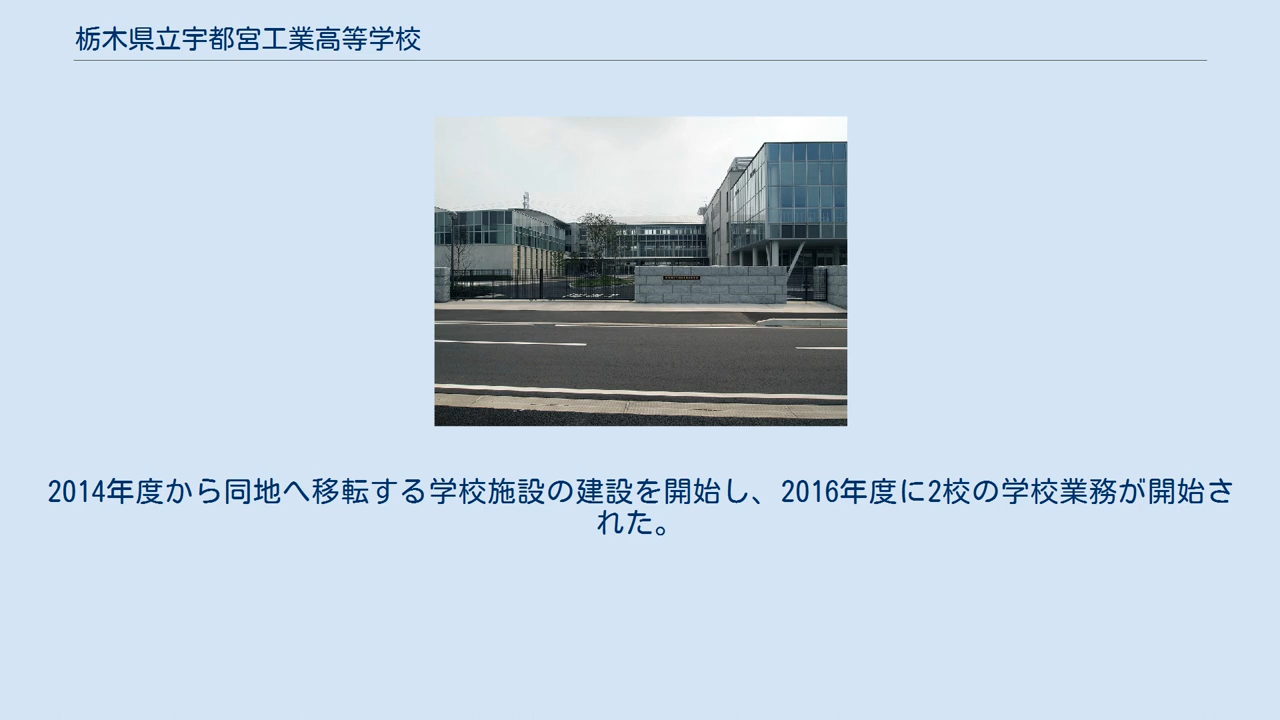 栃木県立宇都宮工業高等学校
2014年度から同地へ移転する学校施設の建設を開始し、2016年度に2校の学校業務が開始さ
れた。